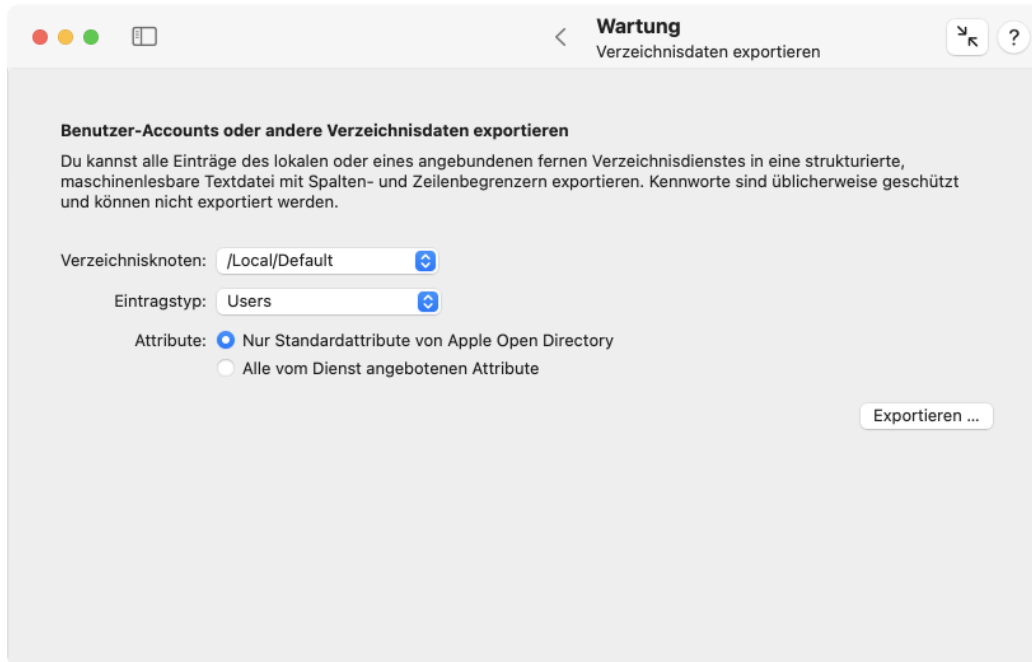 Wartung
Verzeichnisdaten exportieren
?
Benutzer-Accounts oder andere Verzeichnisdaten exportieren
Du kannst alle Einträge des lokalen oder eines angebundenen fernen Verzeichnisdienstes in eine strukturierte,
maschinenlesbare Textdatei mit Spalten- und Zeilenbegrenzern exportieren. Kennworte sind üblicherweise geschützt
und können nicht exportiert werden.
Verzeichnisknoten: /Local/Default
Eintragstyp: Users
Attribute: Nur Standardattribute von Apple Open Directory
Alle vom Dienst angebotenen Attribute
Exportieren ...